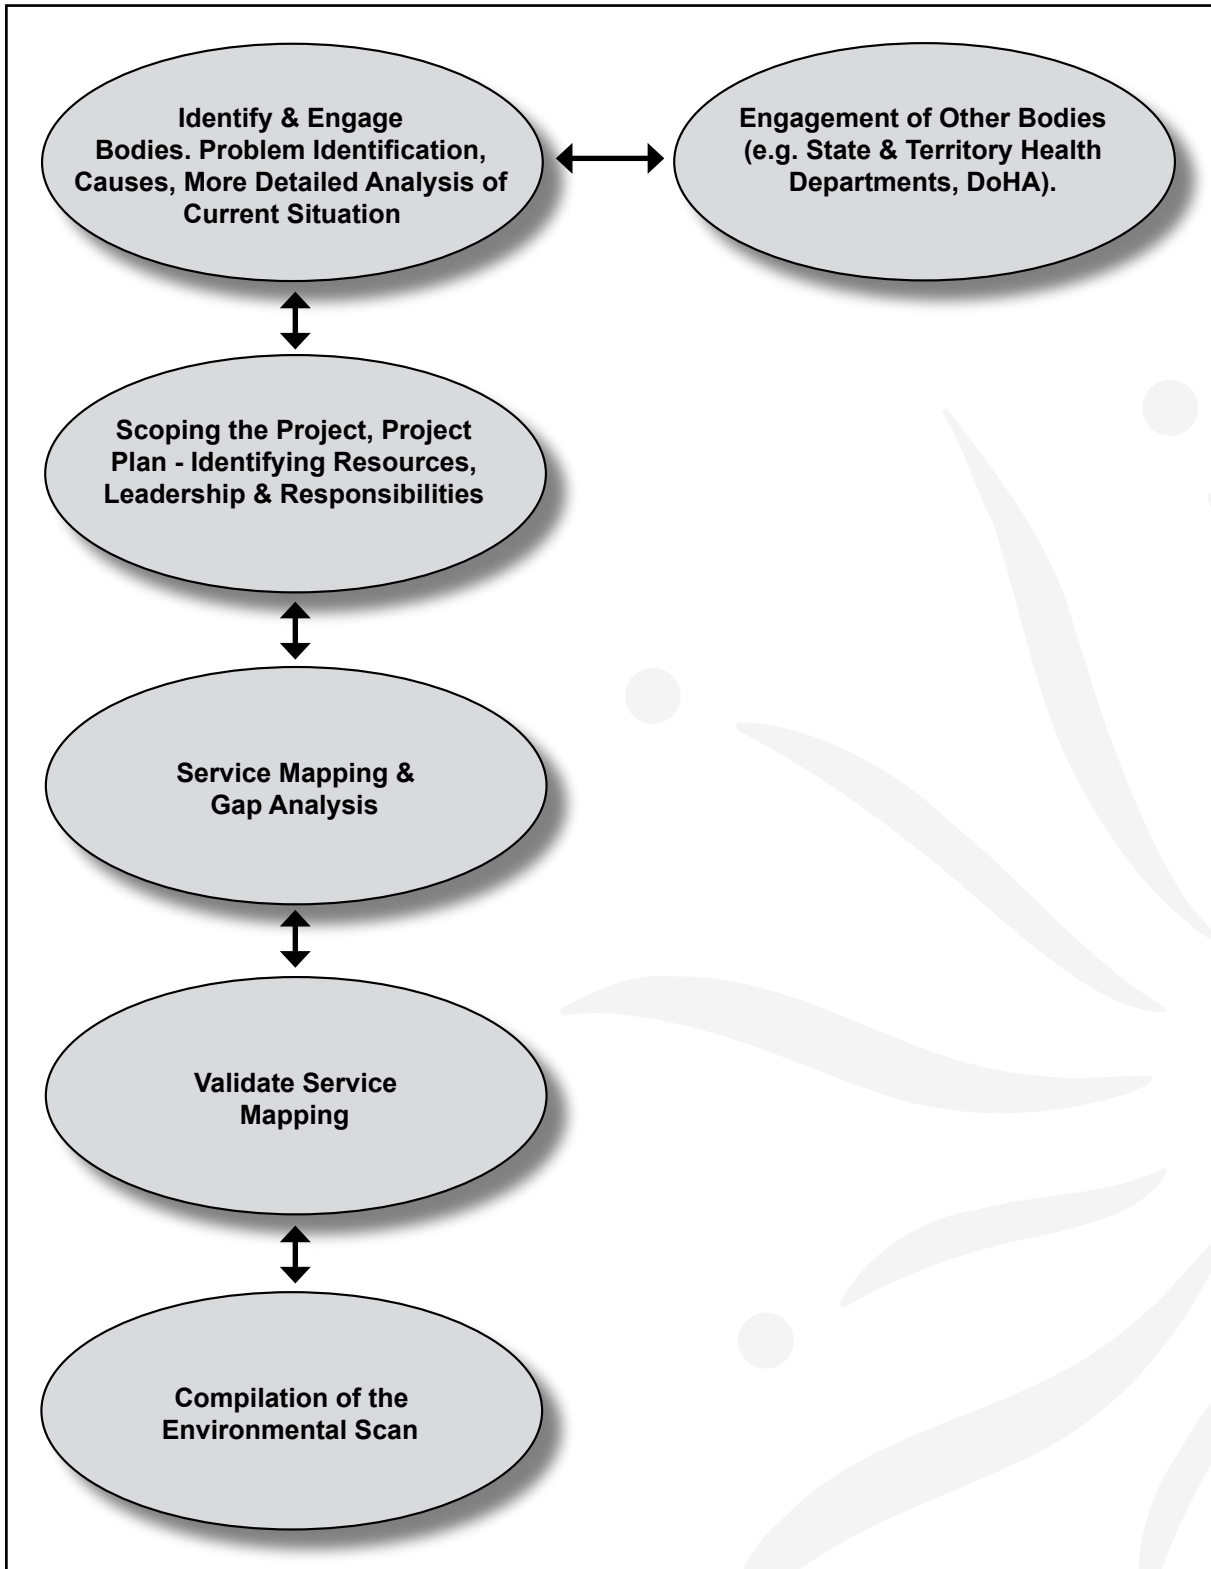 Identify & Engage
Bodies. Problem Identification,
Causes, More Detailed Analysis of
Current Situation
Engagement of Other Bodies
(e.g. State & Territory Health
Departments, DoHA).
Scoping the Project, Project
Plan - Identifying Resources,
Leadership & Responsibilities
Service Mapping &
Gap Analysis
Validate Service
Mapping
Compilation of the
Environmental Scan